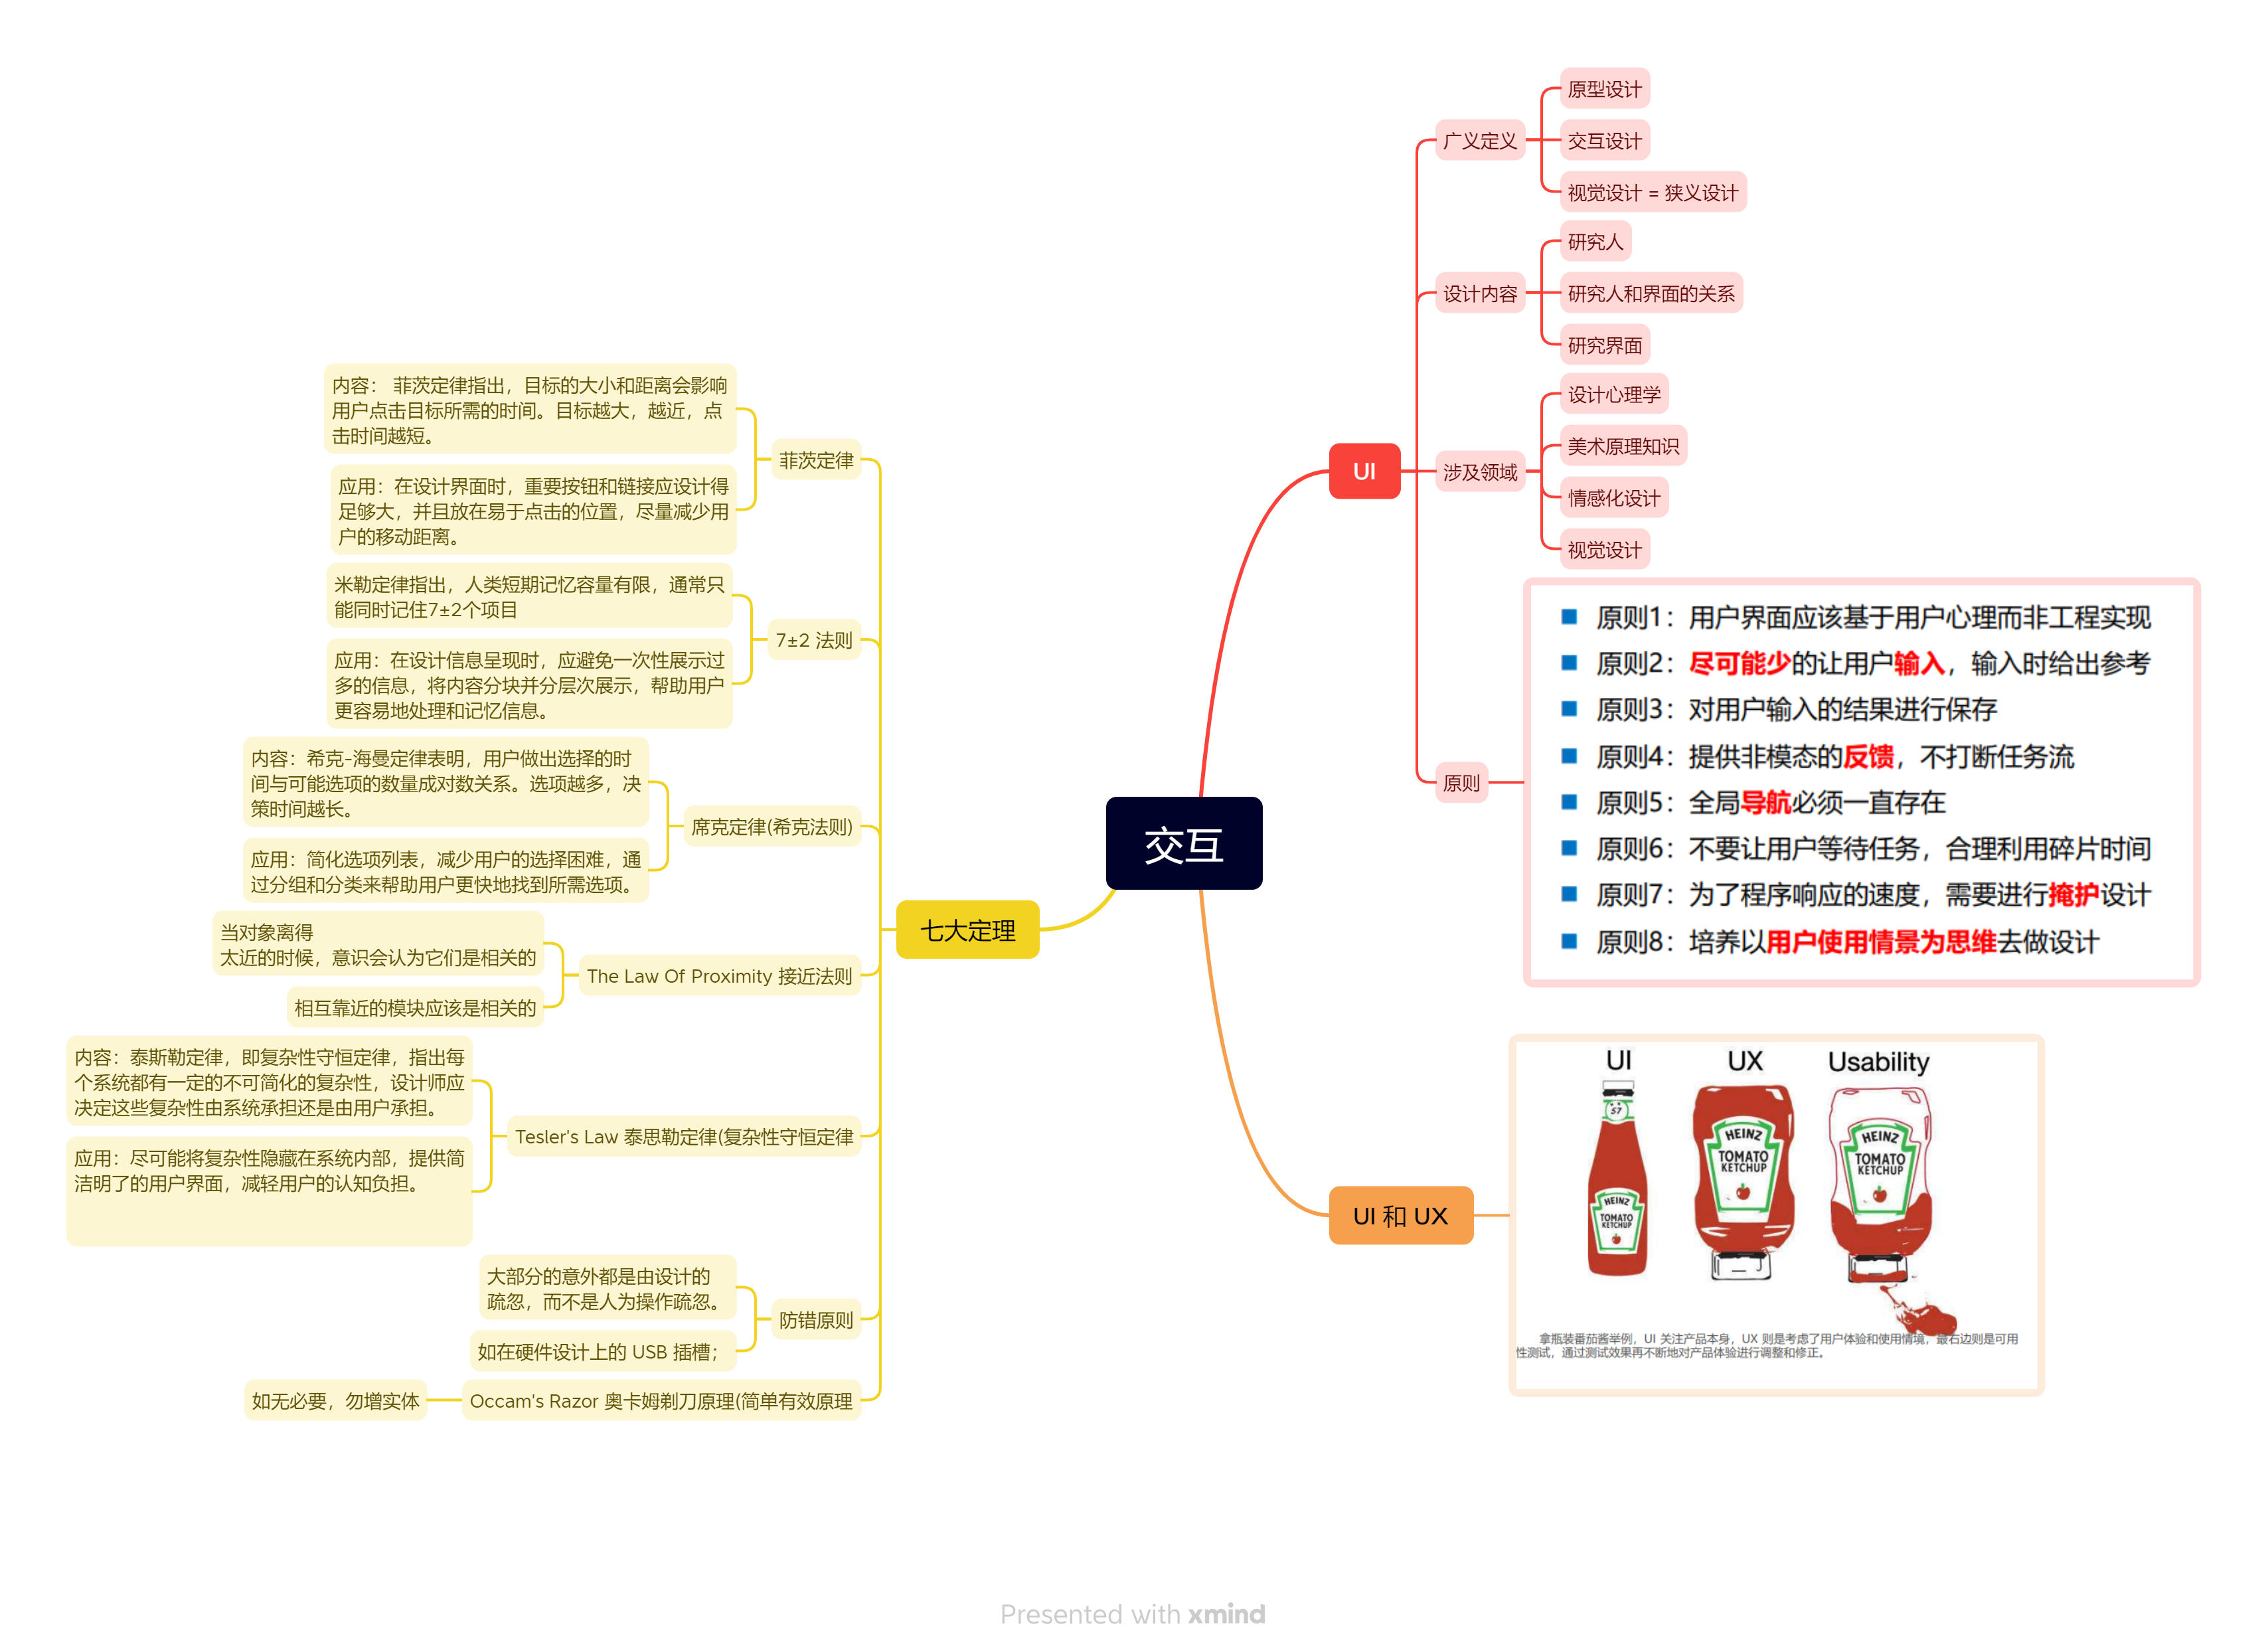 交互
UI
广义定义
原型设计
交互设计
视觉设计 = 狭义设计
设计内容
研究人
研究人和界面的关系
研究界面
涉及领域
设计心理学
美术原理知识
情感化设计
视觉设计
原则
原则1：用户界面应该基于用户心理而非工程实现
原则2：尽可能少的让用户输入，输入时给出参考
原则3：对用户输入的结果进行保存
原则4：提供非模态的反馈，不打断任务流
原则5：全局导航必须一直存在
原则6：不要让用户等待任务，合理利用碎片时间
原则7：为了程序响应的速度，需要进行掩护设计
原则8：培养以用户使用情景为思维去做设计
UI 和 UX
UI
UX
Usability
57
HEINZ
TOMATO
KETCHUP
HEINZ
TOMATO
KETCHUP
HEINZ
TOMATO
KETCHUP
拿瓶装番茄酱举例，UI 关注产品本身，UX 则是考虑了用户体验和使用情境，最右边则是可用
性测试，通过测试效果再不断地对产品体验进行调整和修正。
七大定理
菲茨定律
内容： 菲茨定律指出，目标的大小和距离会影响
用户点击目标所需的时间。目标越大，越近，点
击时间越短。
应用：在设计界面时，重要按钮和链接应设计得
足够大，并且放在易于点击的位置，尽量减少用
户的移动距离。
7±2 法则
米勒定律指出，人类短期记忆容量有限，通常只
能同时记住7±2个项目
应用：在设计信息呈现时，应避免一次性展示过
多的信息，将内容分块并分层次展示，帮助用户
更容易地处理和记忆信息。
席克定律(希克法则)
内容：希克-海曼定律表明，用户做出选择的时
间与可能选项的数量成对数关系。选项越多，决
策时间越长。
应用：简化选项列表，减少用户的选择困难，通
过分组和分类来帮助用户更快地找到所需选项。
The Law Of Proximity 接近法则
当对象离得
太近的时候，意识会认为它们是相关的
相互靠近的模块应该是相关的
Tesler's Law 泰思勒定律(复杂性守恒定律
内容：泰斯勒定律，即复杂性守恒定律，指出每
个系统都有一定的不可简化的复杂性，设计师应
决定这些复杂性由系统承担还是由用户承担。
应用：尽可能将复杂性隐藏在系统内部，提供简
洁明了的用户界面，减轻用户的认知负担。
防错原则
大部分的意外都是由设计的
疏忽，而不是人为操作疏忽。
如在硬件设计上的 USB 插槽；
Occam's Razor 奥卡姆剃刀原理(简单有效原理
如无必要，勿增实体
Presented with xmind